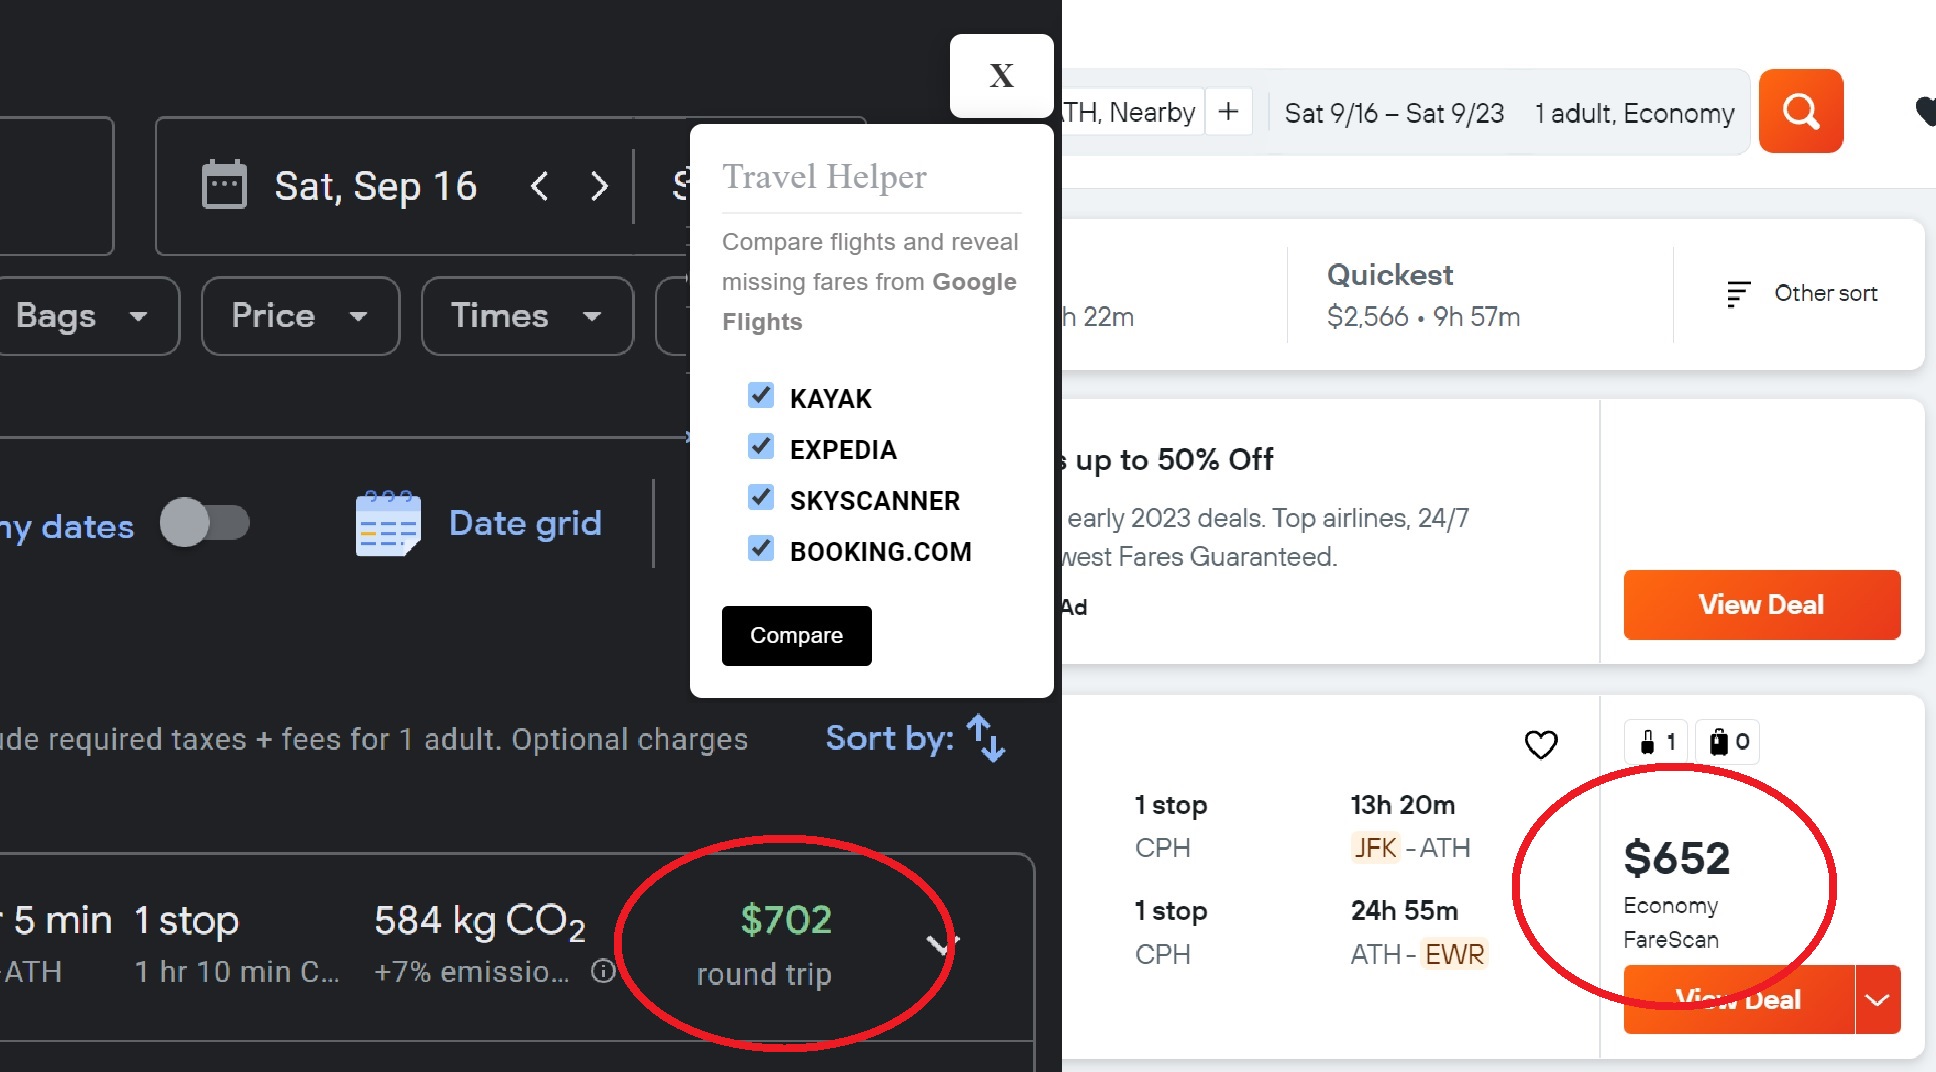 X
Sat, Sep 16
Bags
Price
Times
Travel Helper
Compare flights and reveal
missing fares from Google
Flights
KAYAK
EXPEDIA
SKYSCANNER
BOOKING.COM
Compare
dates
Date grid
required taxes + fees for 1 adult. Optional charges
Sort by:
5 min
ATH
1 stop
1 hr 10 min C...
584 kg CO₂
+7% emissio...
$702
round trip
Nearby
+
Sat 9/16 – Sat 9/23
1 adult, Economy
22m
Quickest
$2,566 • 9h 57m
Other sort
up to 50% Off
early 2023 deals. Top airlines, 24/7
Fares Guaranteed.
Ad
View Deal
1 stop
CPH
13h 20m
JFK - ATH
1 stop
CPH
24h 55m
ATH - EWR
1
0
$652
Economy
FareScan
View Deal